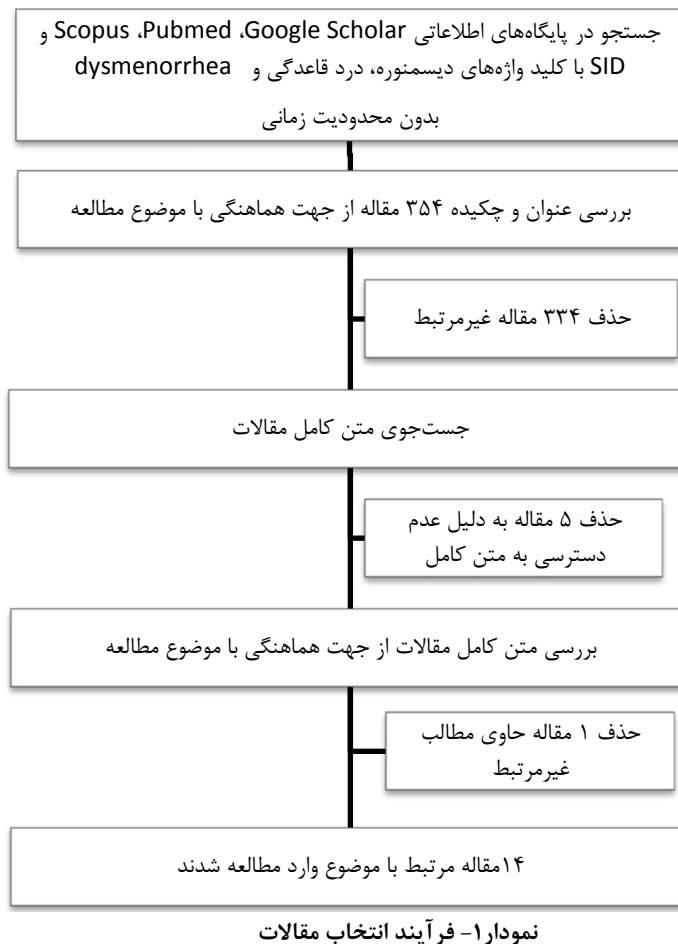 جستجو در پایگاه‌های اطلاعاتی Scopus ،Pubmed ،Google Scholar و
SID با کلید واژه‌های دیسمنوره، درد قاعدگی و dysmenorrhea
بدون محدودیت زمانی
بررسی عنوان و چکیده ۳۵۴ مقاله از جهت هماهنگی با موضوع مطالعه
حذف ۳۳۴ مقاله غیرمرتبط
جست‌جوی متن کامل مقالات
حذف ۵ مقاله به دلیل عدم
دسترسی به متن کامل
بررسی متن کامل مقالات از جهت هماهنگی با موضوع مطالعه
حذف ۱ مقاله حاوی مطالب
غیرمرتبط
۱۴مقاله مرتبط با موضوع وارد مطالعه شدند
نمودار۱- فرآیند انتخاب مقالات